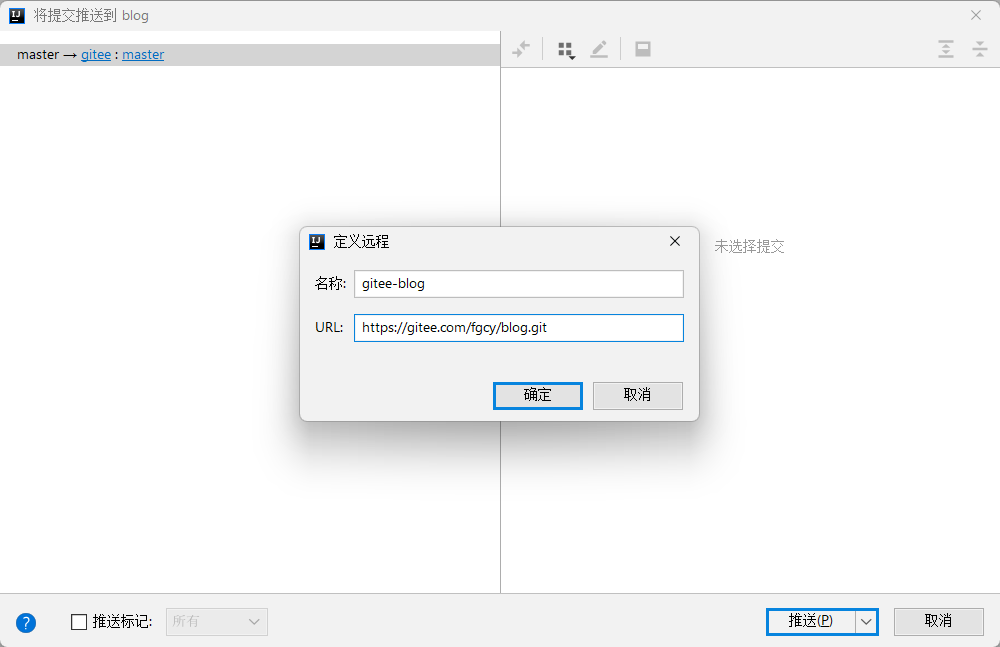 将提交推送到 blog
master → gitee : master
未选择提交
定义远程
名称: gitee-blog
URL: https://gitee.com/fgcy/blog.git
确定 取消
? 推送标记: 所有 推送(P) 取消